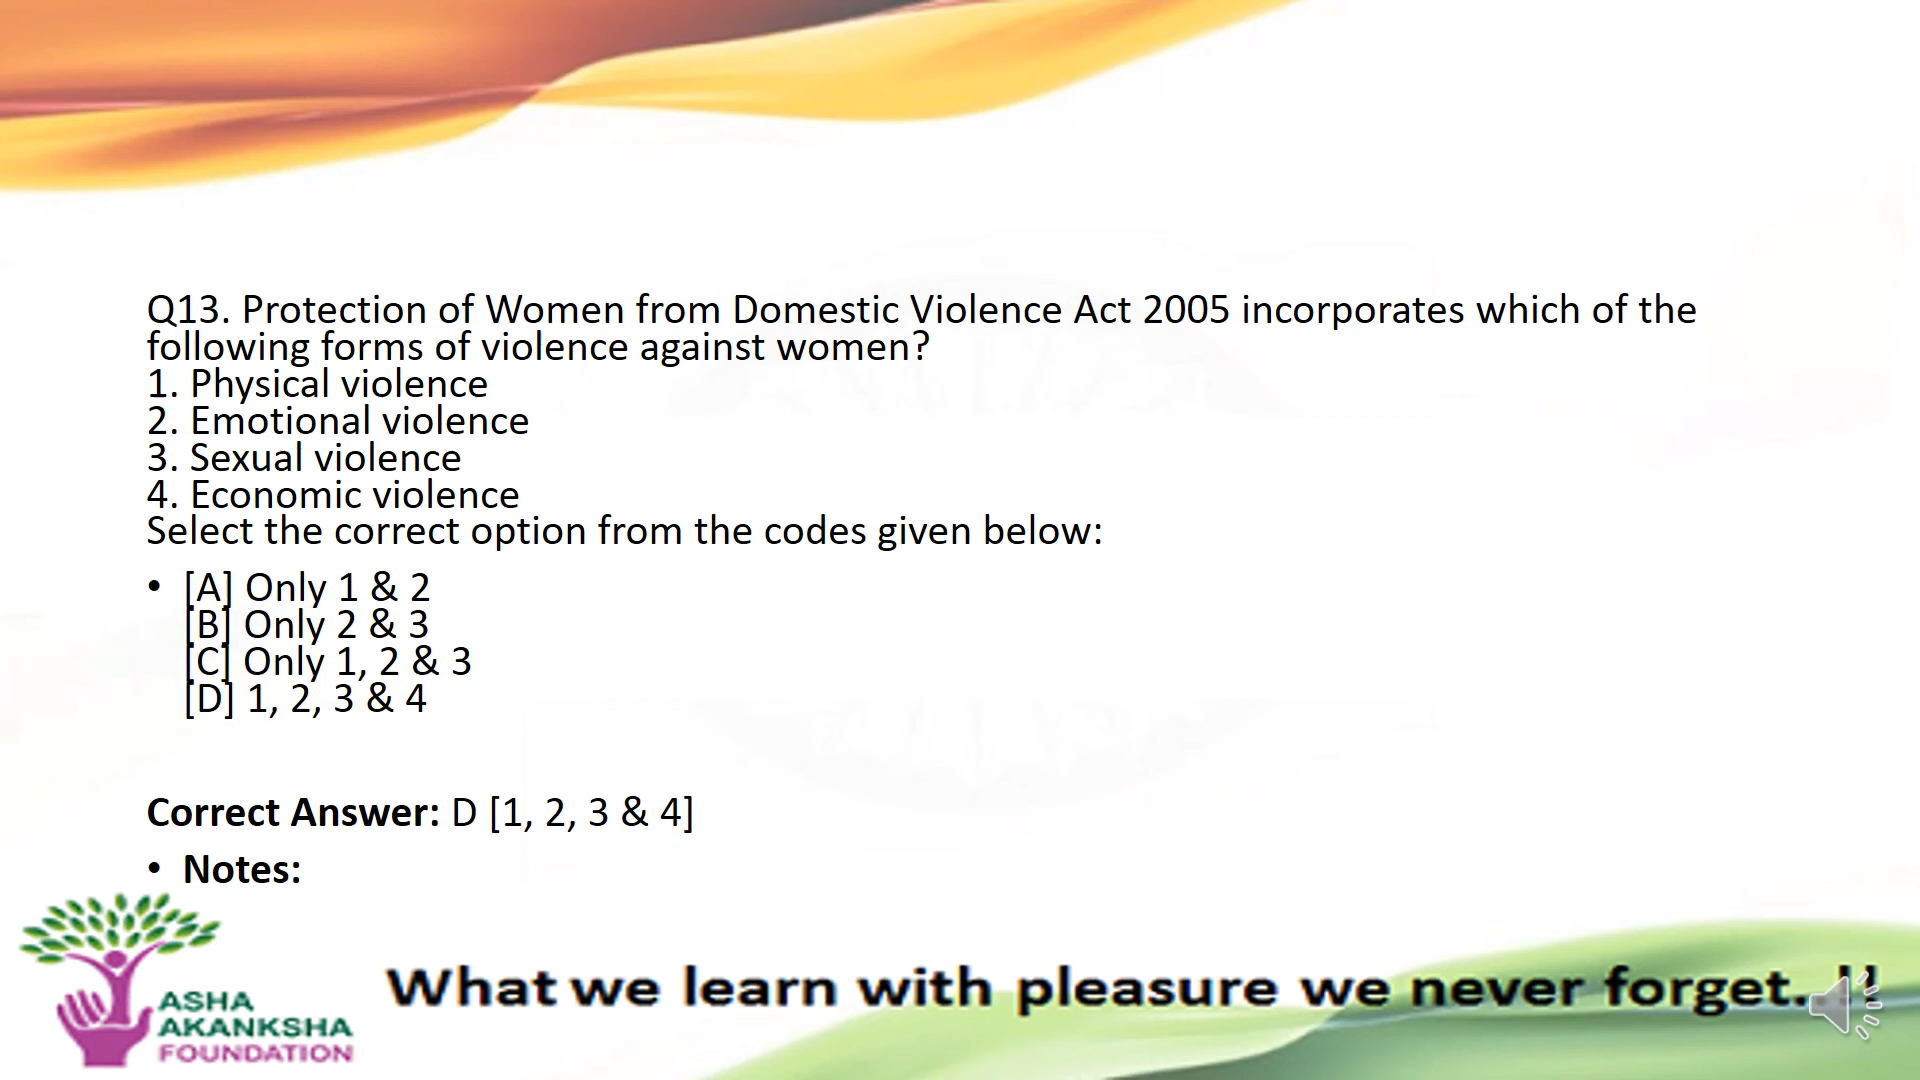 Q13. Protection of Women from Domestic Violence Act 2005 incorporates which of the
following forms of violence against women?
1. Physical violence
2. Emotional violence
3. Sexual violence
4. Economic violence
Select the correct option from the codes given below:
• [A] Only 1 & 2
[B] Only 2 & 3
[C] Only 1, 2 & 3
[D] 1, 2, 3 & 4
Correct Answer: D [1, 2, 3 & 4]
• Notes:
ASHA
AKANKSHA
FOUNDATION
What we learn with pleasure we never forget...!!